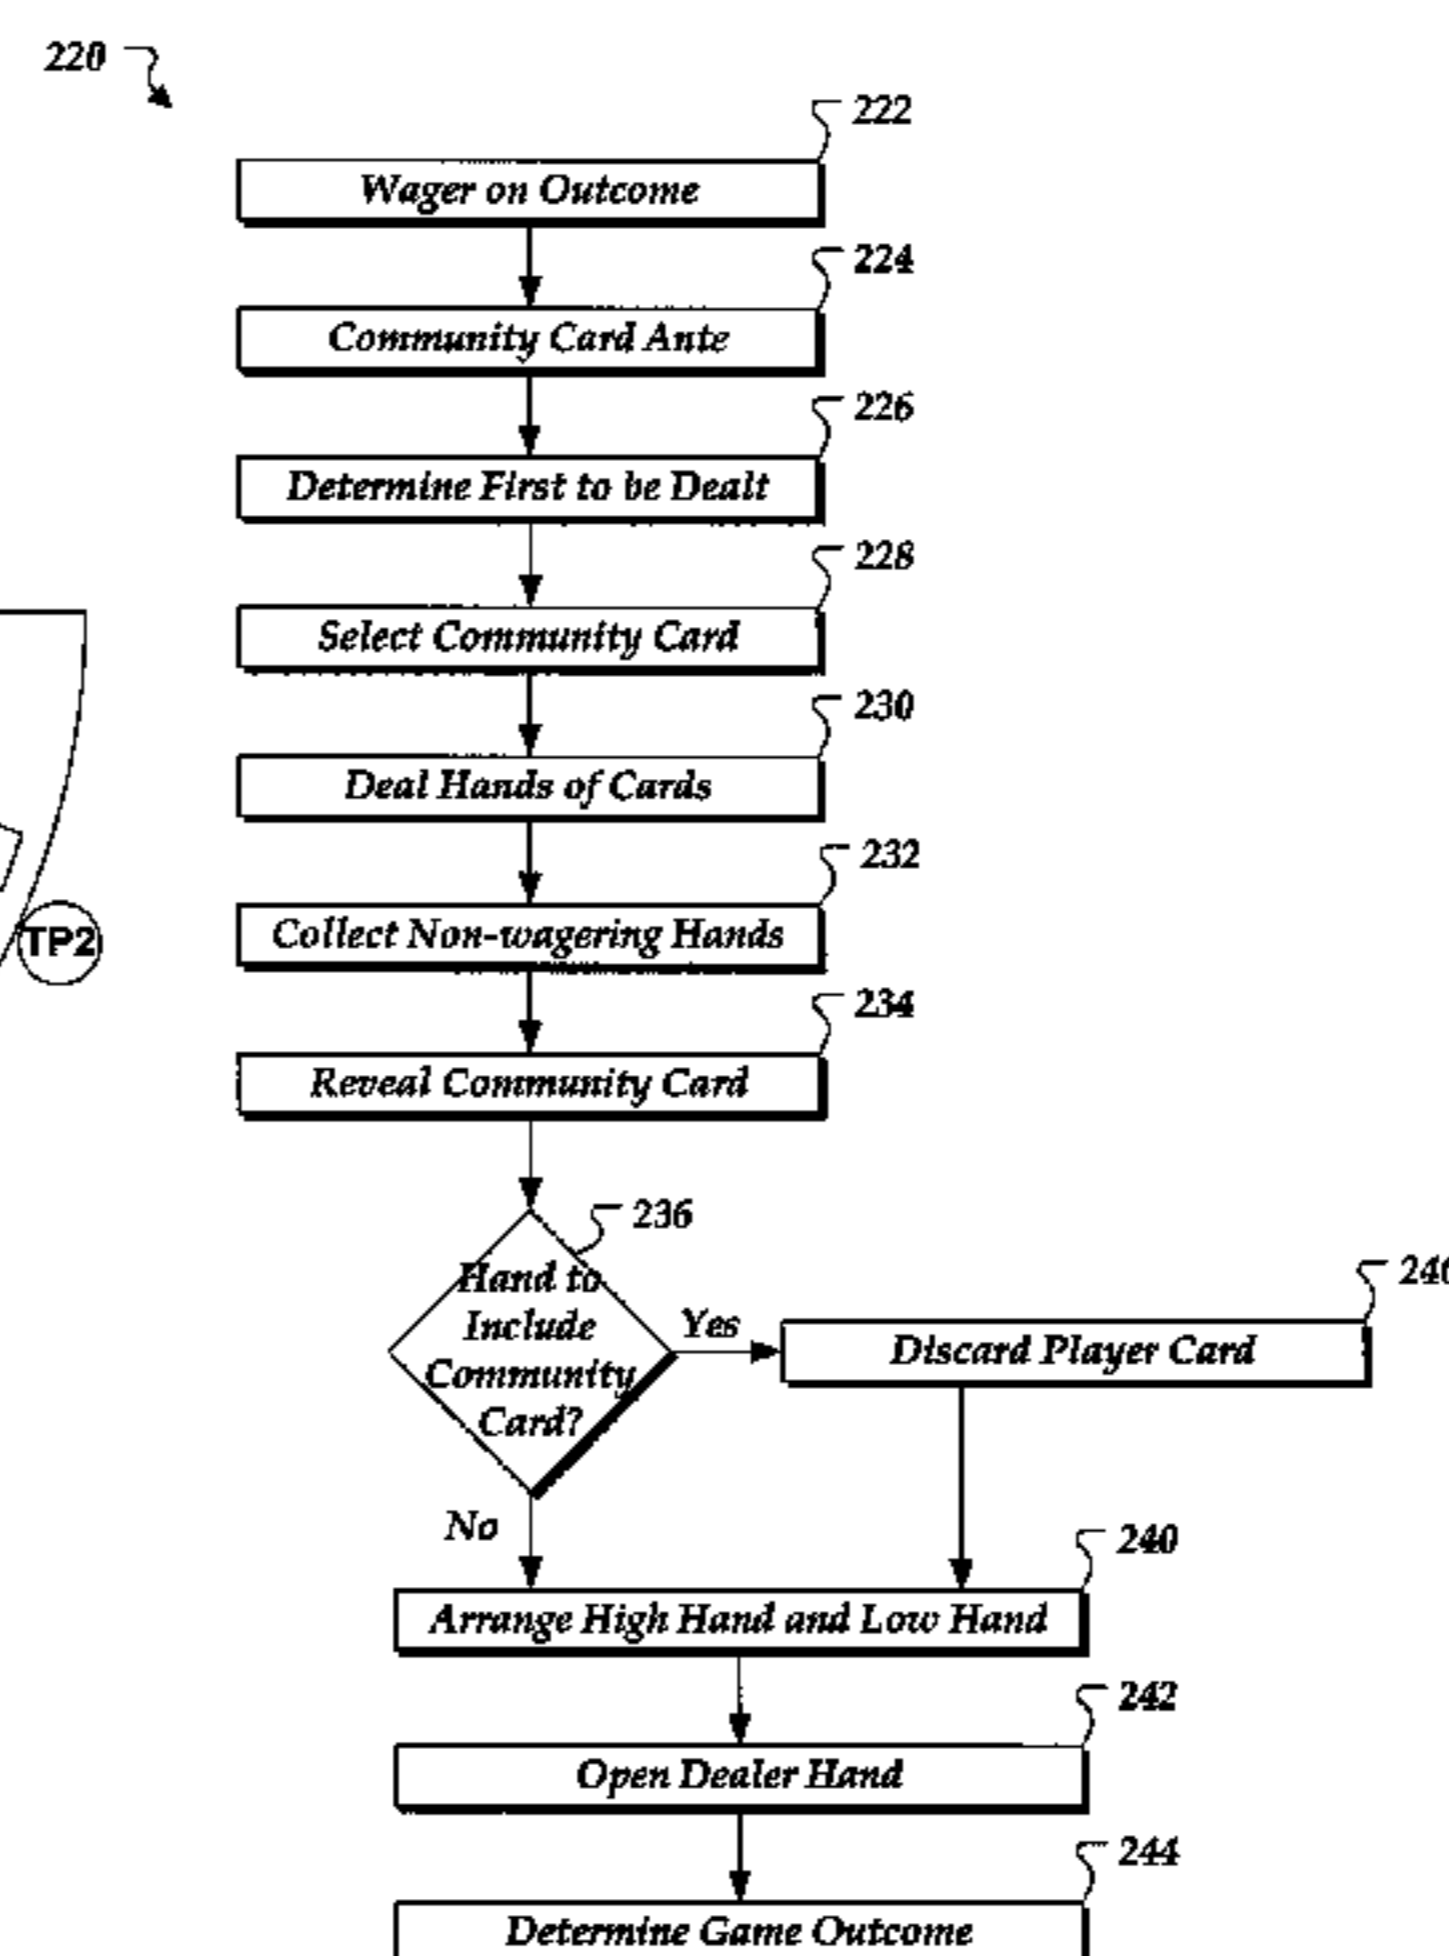 220
222
Wager on Outcome
224
Community Card Ante
226
Determine First to be Dealt
228
Select Community Card
230
Deal Hands of Cards
232
Collect Non-wagering Hands
TP2
234
Reveal Community Card
236
Hand to
Include
Community
Card?
Yes
Discard Player Card
No
240
Arrange High Hand and Low Hand
242
Open Dealer Hand
244
Determine Game Outcome